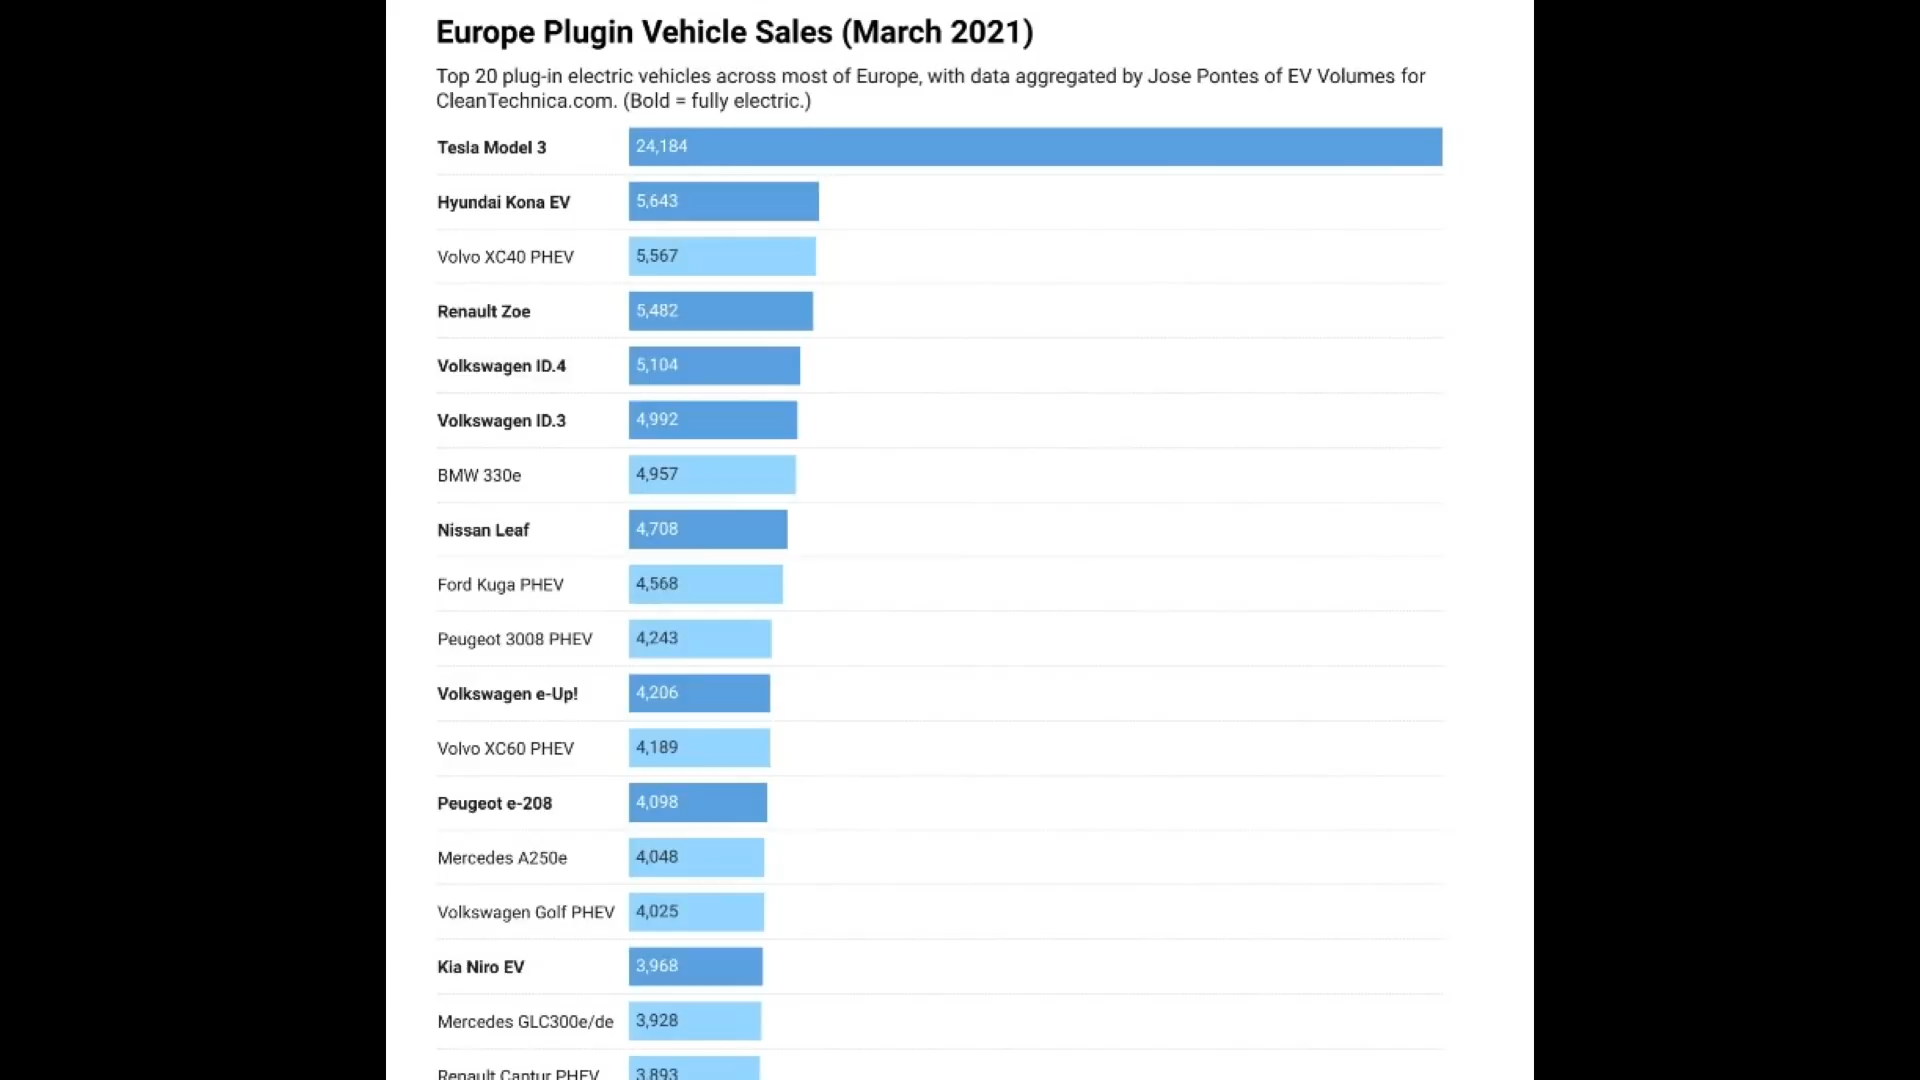 Europe Plugin Vehicle Sales (March 2021)
Top 20 plug-in electric vehicles across most of Europe, with data aggregated by Jose Pontes of EV Volumes for
CleanTechnica.com. (Bold = fully electric.)
Tesla Model 3 24,184
Hyundai Kona EV 5,643
Volvo XC40 PHEV 5,567
Renault Zoe 5,482
Volkswagen ID.4 5,104
Volkswagen ID.3 4,992
BMW 330e 4,957
Nissan Leaf 4,708
Ford Kuga PHEV 4,568
Peugeot 3008 PHEV 4,243
Volkswagen e-Up! 4,206
Volvo XC60 PHEV 4,189
Peugeot e-208 4,098
Mercedes A250e 4,048
Volkswagen Golf PHEV 4,025
Kia Niro EV 3,968
Mercedes GLC300e/de 3,928
Renault Captur PHEV 3,893